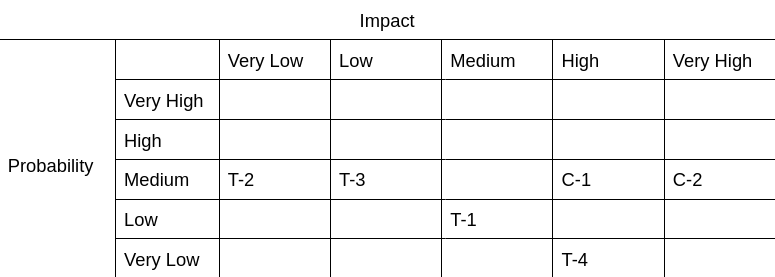 Impact
Very Low Low Medium High Very High
Very High
High
Probability
Medium T-2 T-3 C-1 C-2
Low T-1
Very Low T-4